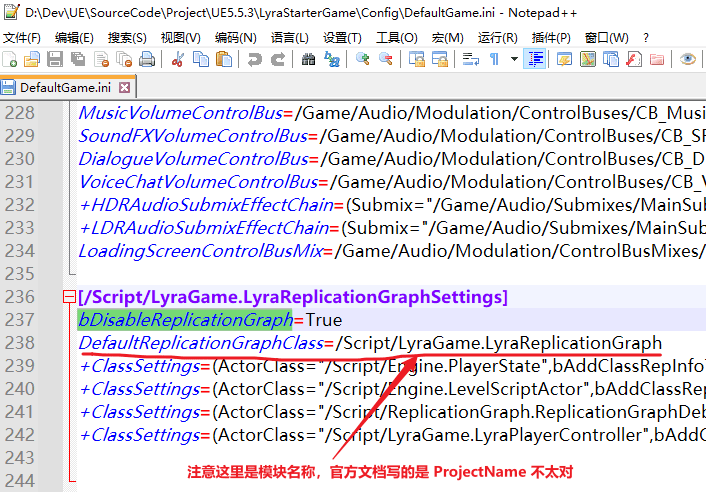 D:\Dev\UE\SourceCode\Project\UE5.5.3\LyraStarterGame\Config\DefaultGame.ini - Notepad++
文件(F) 编辑(E) 搜索(S) 视图(V) 编码(N) 语言(L) 设置(T) 工具(O) 宏(M) 运行(R) 插件(P) 窗口(W) ?
DefaultGame.ini
228 MusicVolumeControlBus=/Game/Audio/Modulation/ControlBuses/CB_Musi
229 SoundFXVolumeControlBus=/Game/Audio/Modulation/ControlBuses/CB_SF
230 DialogueVolumeControlBus=/Game/Audio/Modulation/ControlBuses/CB_D
231 VoiceChatVolumeControlBus=/Game/Audio/Modulation/ControlBuses/CB_V
232 +HDRAudioSubmixEffectChain=(Submix="/Game/Audio/Submixes/MainSub
233 +LDRAudioSubmixEffectChain=(Submix="/Game/Audio/Submixes/MainSub
234 LoadingScreenControlBusMix=/Game/Audio/Modulation/ControlBusMixes/
235
236 [/Script/LyraGame.LyraReplicationGraphSettings]
237 bDisableReplicationGraph=True
238 DefaultReplicationGraphClass=/Script/LyraGame.LyraReplicationGraph
239 +ClassSettings=(ActorClass="/Script/Engine.PlayerState",bAddClassRepInfoT
240 +ClassSettings=(ActorClass="/Script/Engine.LevelScriptActor",bAddClassRep
241 +ClassSettings=(ActorClass="/Script/ReplicationGraph.ReplicationGraphDeb
242 +ClassSettings=(ActorClass="/Script/LyraGame.LyraPlayerController",bAddC
243
244
注意这里是模块名称，官方文档写的是 ProjectName 不太对